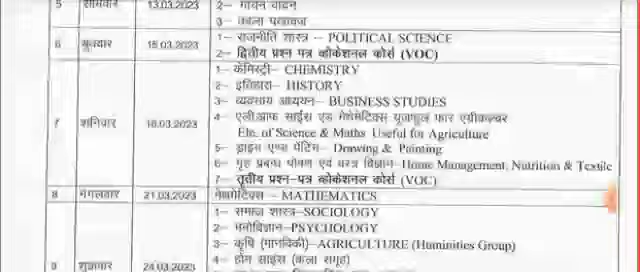 5 सोमवार 13.03.2023 2– गायन वादन
3–
6 बुधवार 15.03.2023 1– राजनीति शास्त्र – POLITICAL SCIENCE
2– द्वितीय प्रश्न पत्र व्होकेशनल कोर्स (VOC)
1– केमिस्ट्री– CHEMISTRY
2– इतिहास– HISTORY
3– व्यवसाय अध्ययन– BUSINESS STUDIES
4– एलीमेंट्स आफ साइंस एण्ड मेथेमेटिक्स यूजफुल फार एग्रीकल्चर
Ele. of Science & Maths Useful for Agriculture
7 शनिवार 18.03.2023 5– ड्राइंग एण्ड पेंटिंग– Drawing & Painting
6– गृह प्रबन्ध पोषण एवं वस्त्र विज्ञान–Home Management, Nutrition & Textile
7– तृतीय प्रश्न–पत्र व्होकेशनल कोर्स (VOC)
8 मंगलवार 21.03.2023 मेथमेटिक्स – MATHEMATICS
1– समाज शास्त्र–SOCIOLOGY
2– मनोविज्ञान–PSYCHOLOGY
3– कृषि (मानविकी)–AGRICULTURE (Huminities Group)
9 शुक्रवार 24.03.2023 4– होम साइंस (कला समूह)